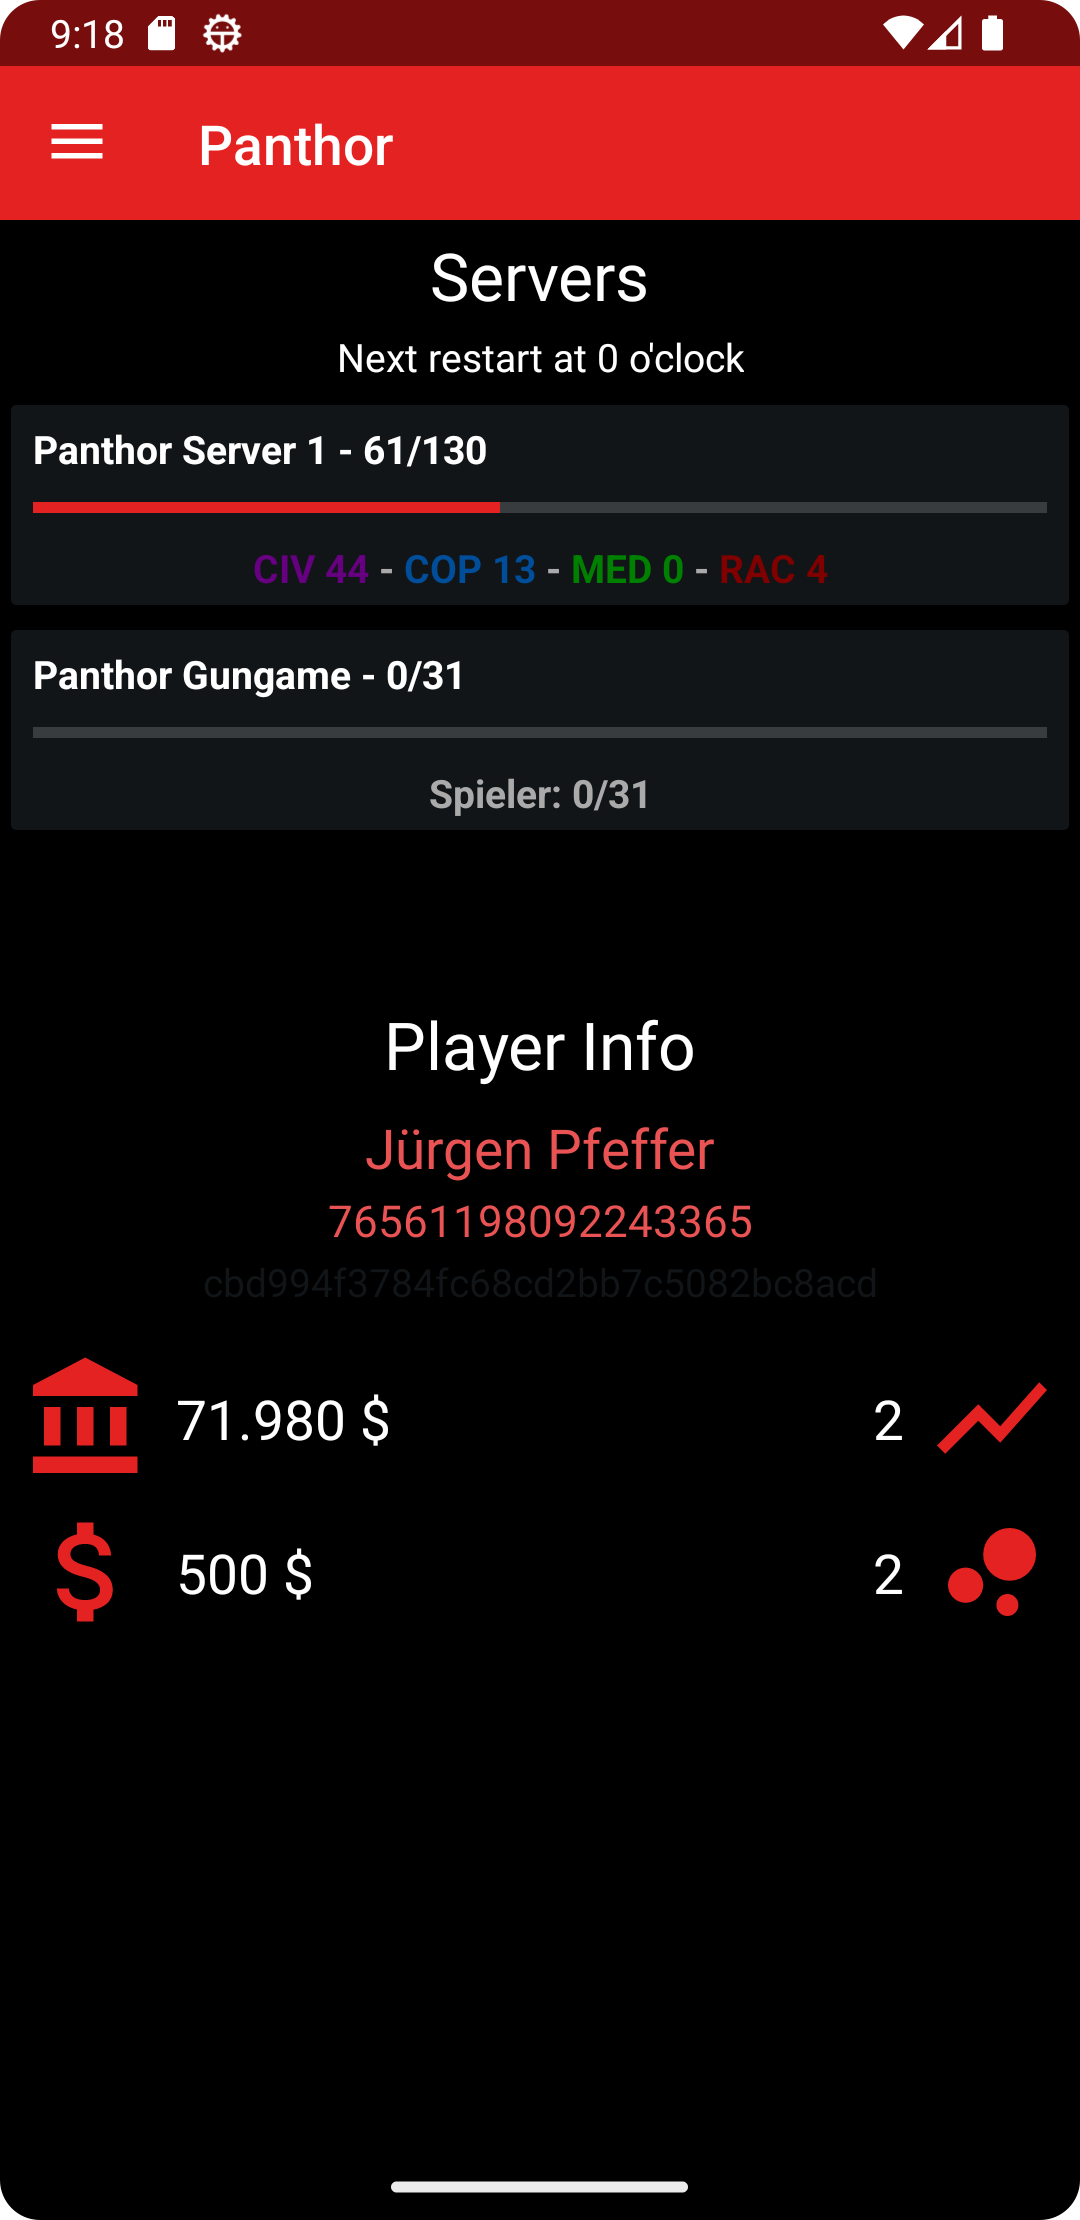 9:18
Panthor
Servers
Next restart at 0 o'clock
Panthor Server 1 - 61/130
CIV 44 - COP 13 - MED 0 - RAC 4
Panthor Gungame - 0/31
Spieler: 0/31
Player Info
Jürgen Pfeffer
76561198092243365
cbd994f3784fc68cd2bb7c5082bc8acd
71.980 $
2
500 $
2